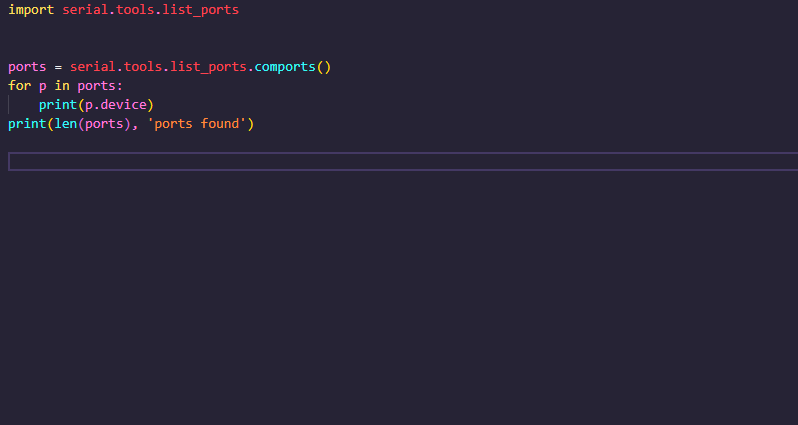 import serial.tools.list_ports
ports = serial.tools.list_ports.comports()
for p in ports:
    print(p.device)
print(len(ports), 'ports found')